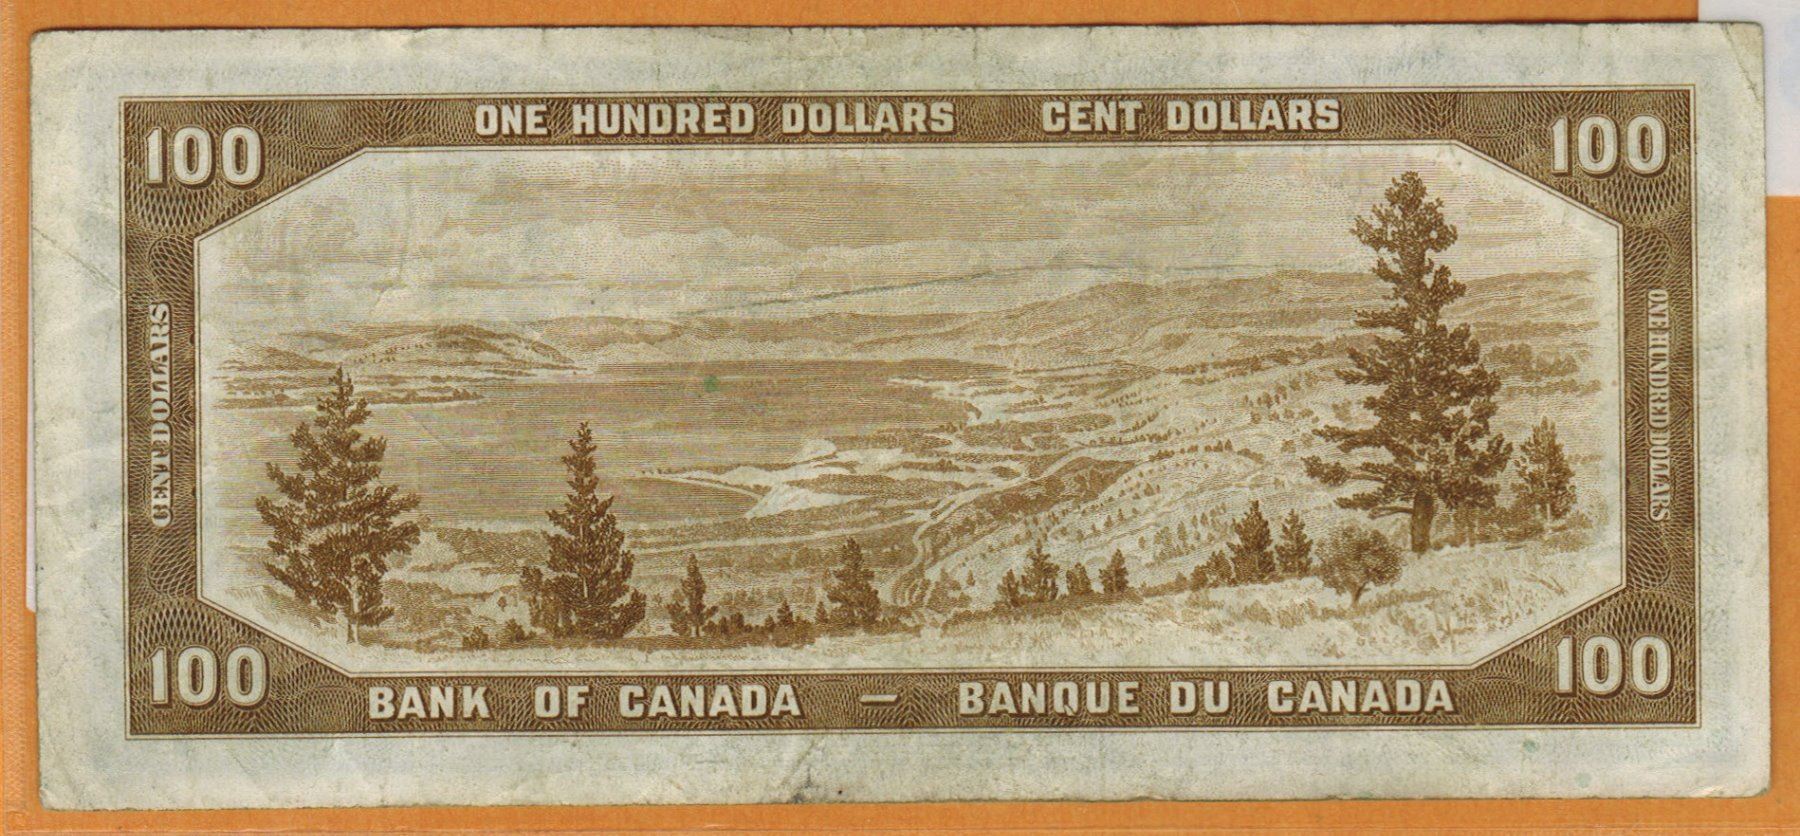 ONE HUNDRED DOLLARS CENT DOLLARS
100
100
CENT DOLLARS
ONE HUNDRED DOLLARS
100
100
BANK OF CANADA — BANQUE DU CANADA